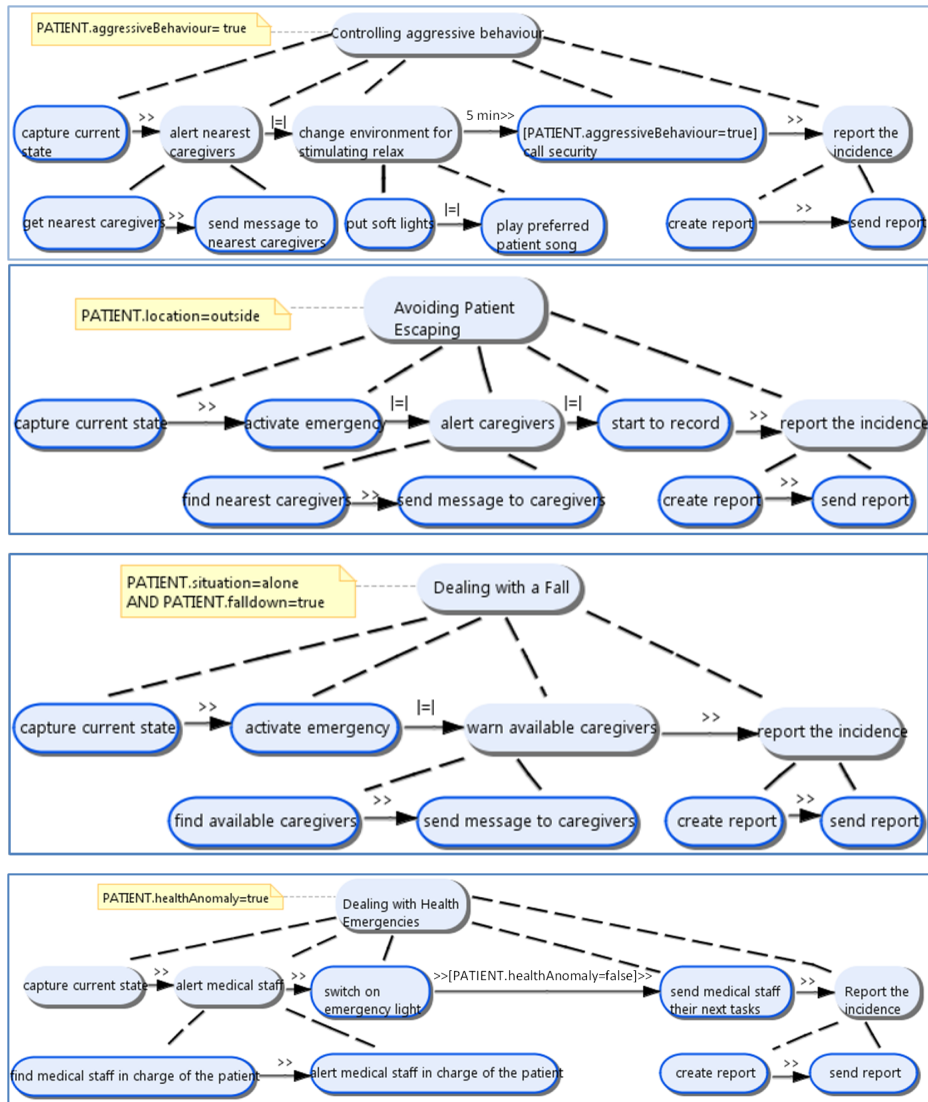 PATIENT.aggressiveBehaviour= true
Controlling aggressive behaviour
capture current
state
>>
alert nearest
caregivers
|=|
change environment for
stimulating relax
5 min>>
[PATIENT.aggressiveBehaviour=true]
call security
>>
report the
incidence
get nearest caregivers
>>
send message to
nearest caregivers
put soft lights
|=|
play preferred
patient song
create report
>>
send report
PATIENT.location=outside
Avoiding Patient
Escaping
capture current state
>>
activate emergency
|=|
alert caregivers
|=|
start to record
>>
report the incidence
find nearest caregivers
>>
send message to caregivers
create report
>>
send report
PATIENT.situation=alone
AND PATIENT.falldown=true
Dealing with a Fall
capture current state
>>
activate emergency
|=|
warn available caregivers
>>
report the incidence
find available caregivers
>>
send message to caregivers
create report
>>
send report
PATIENT.healthAnomaly=true
Dealing with Health
Emergencies
capture current state
>>
alert medical staff
>>
switch on
emergency light
>>[PATIENT.healthAnomaly=false]>>
send medical staff
their next tasks
>>
Report the
incidence
find medical staff in charge of the patient
>>
alert medical staff in charge of the patient
create report
>>
send report